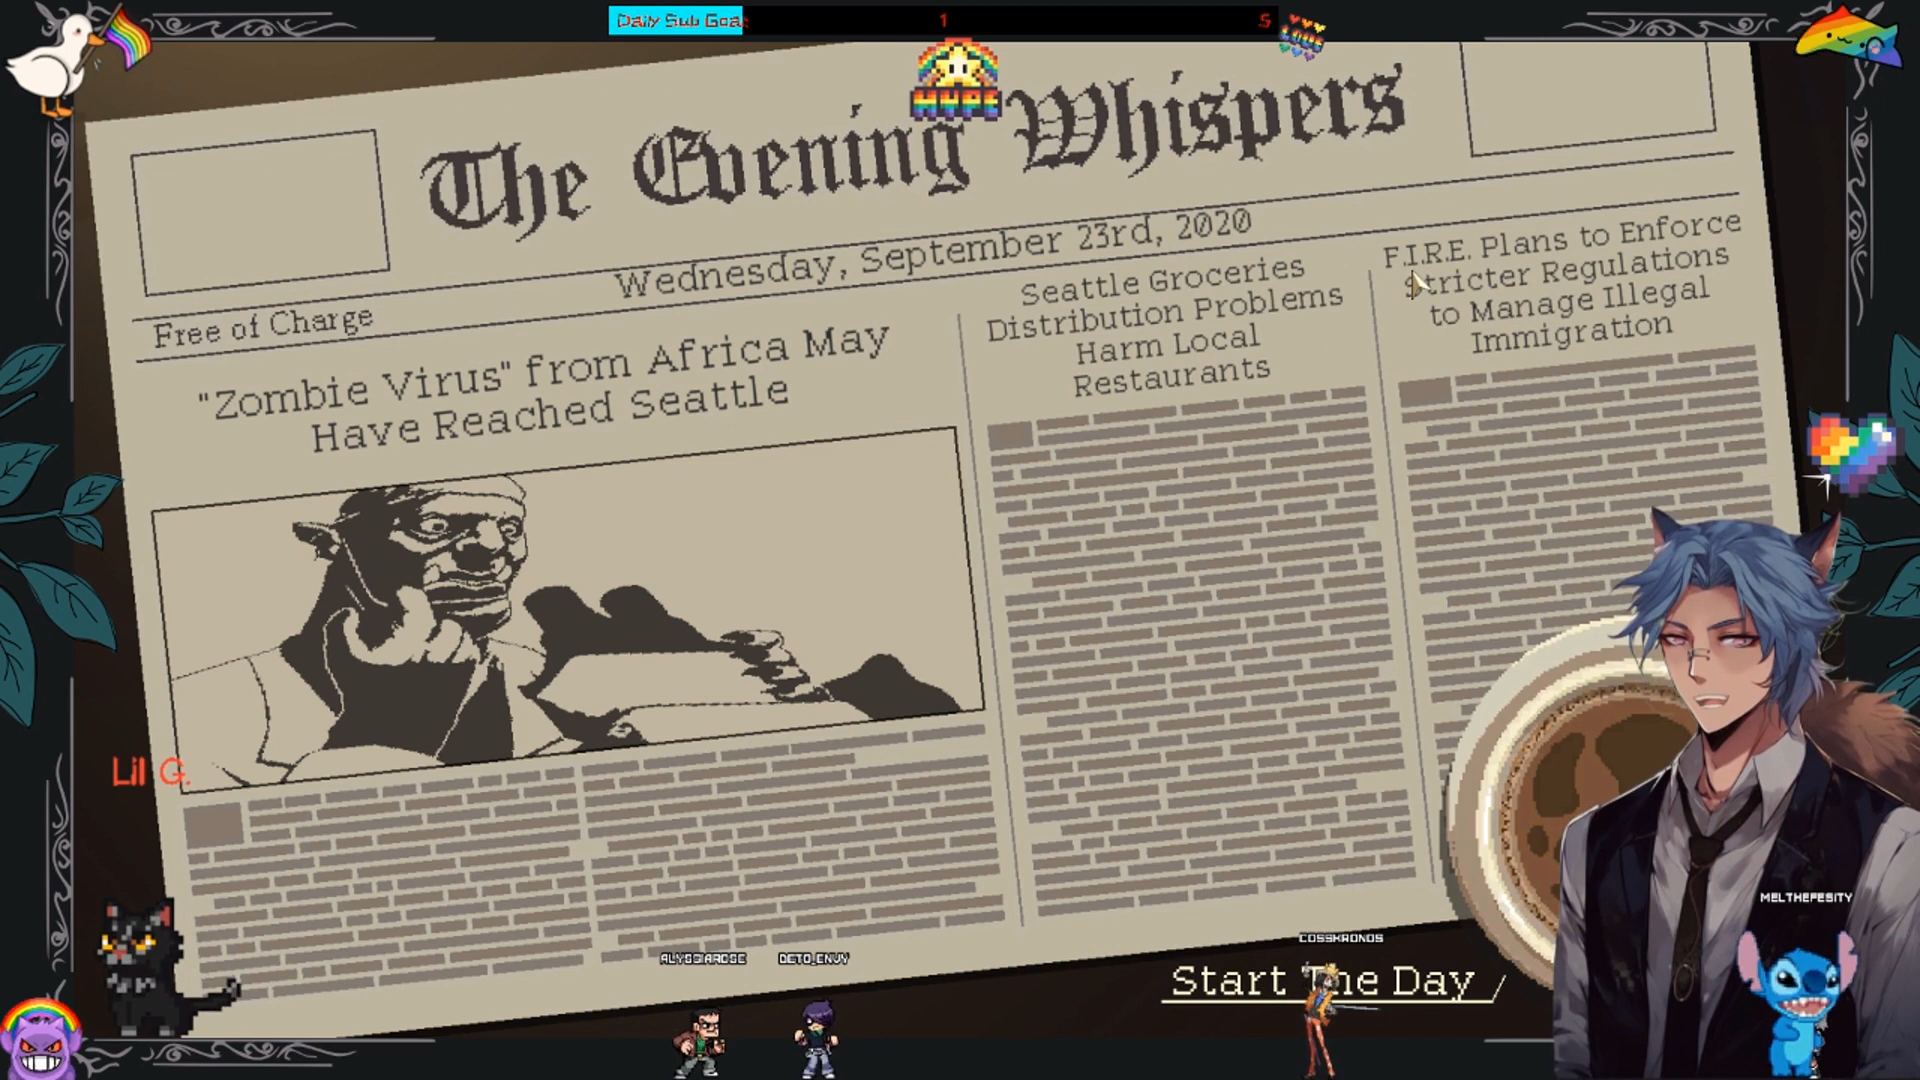 Daily Sub Goal
1
5
LOVE
HYPE
The Evening Whispers
Wednesday, September 23rd, 2020
Free of Charge
"Zombie Virus" from Africa May
Have Reached Seattle
Seattle Groceries
Distribution Problems
Harm Local
Restaurants
F.I.R.E. Plans to Enforce
Stricter Regulations
to Manage Illegal
Immigration
Lil G.
ALYSSIAROSE
DETO_ENVY
COSSKRONOS
MELTHEFESITY
Start The Day